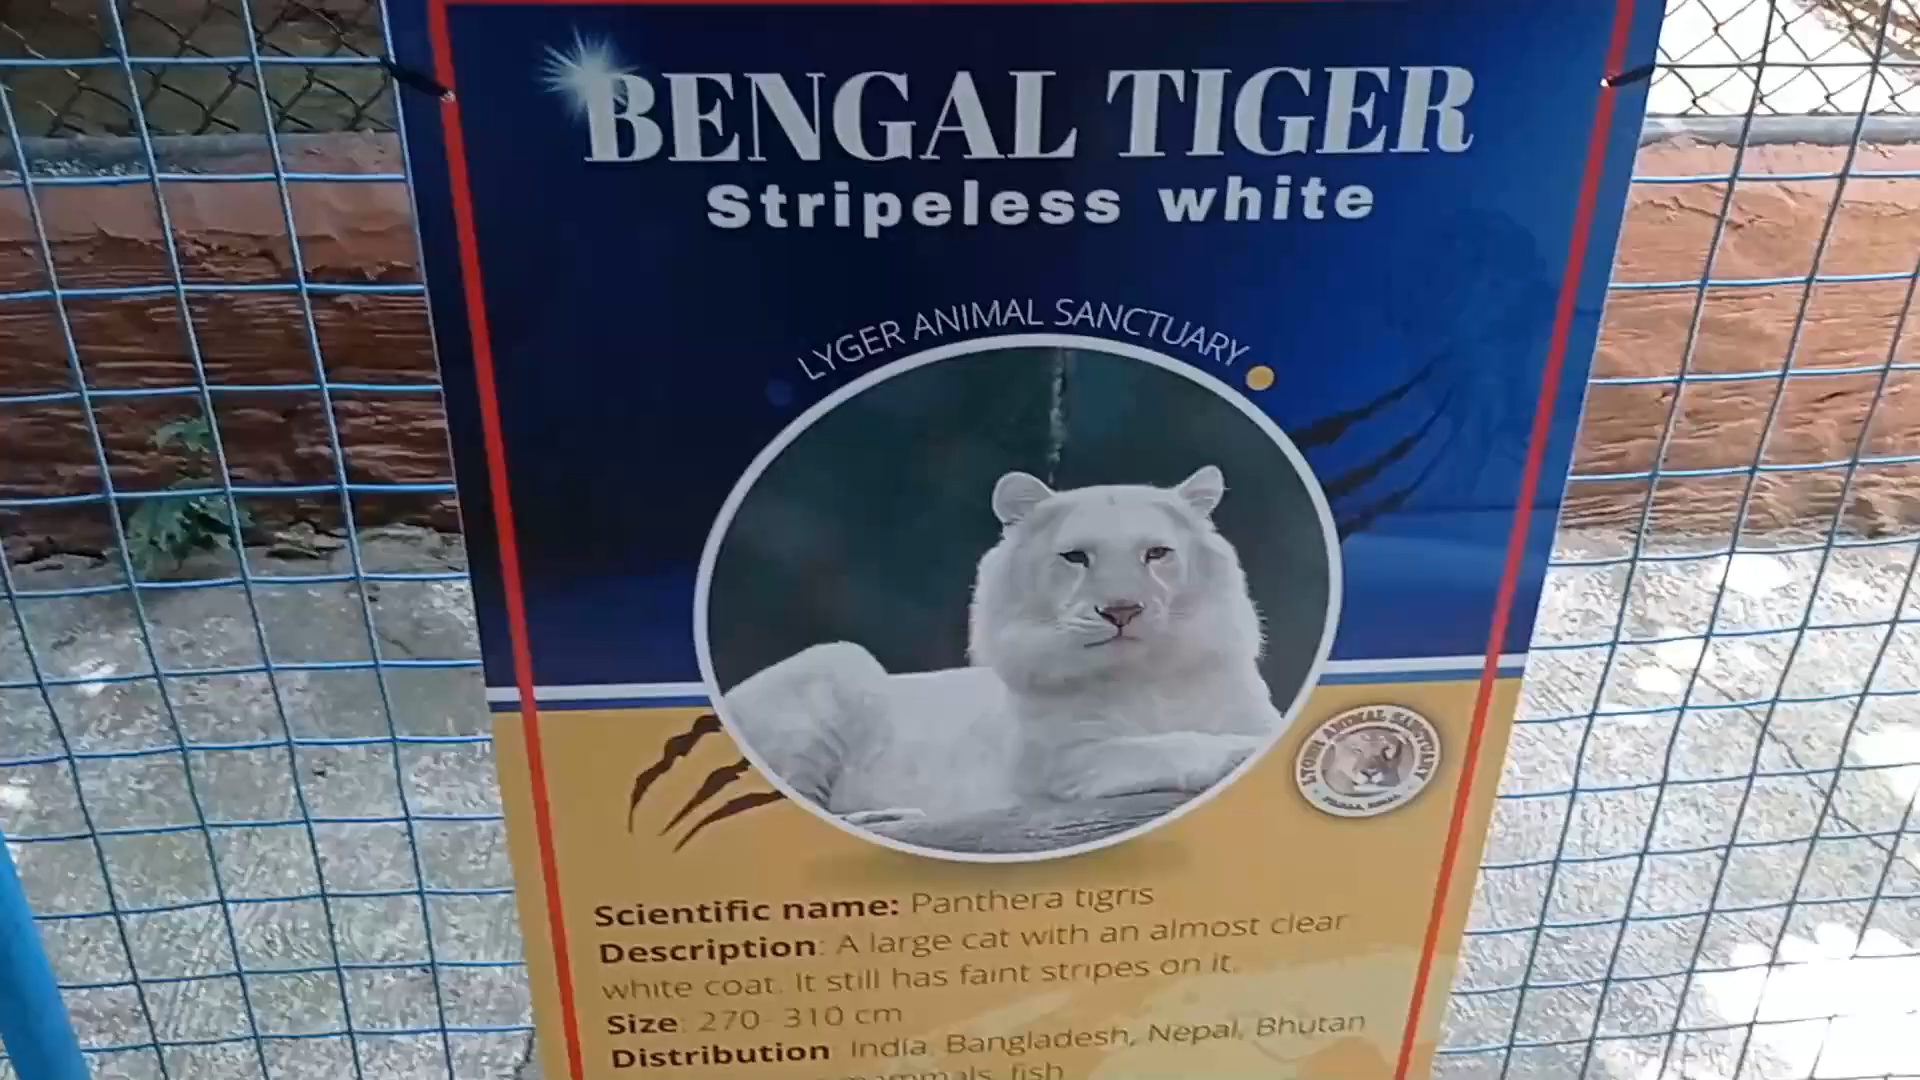 BENGAL TIGER
Stripeless white
LYGER ANIMAL SANCTUARY
ANIMAL SANCTUARY
Scientific name: Panthera tigris
Description: A large cat with an almost clear
white coat. It still has faint stripes on it.
Size: 270- 310 cm
Distribution: India, Bangladesh, Nepal, Bhutan
mammals, fish